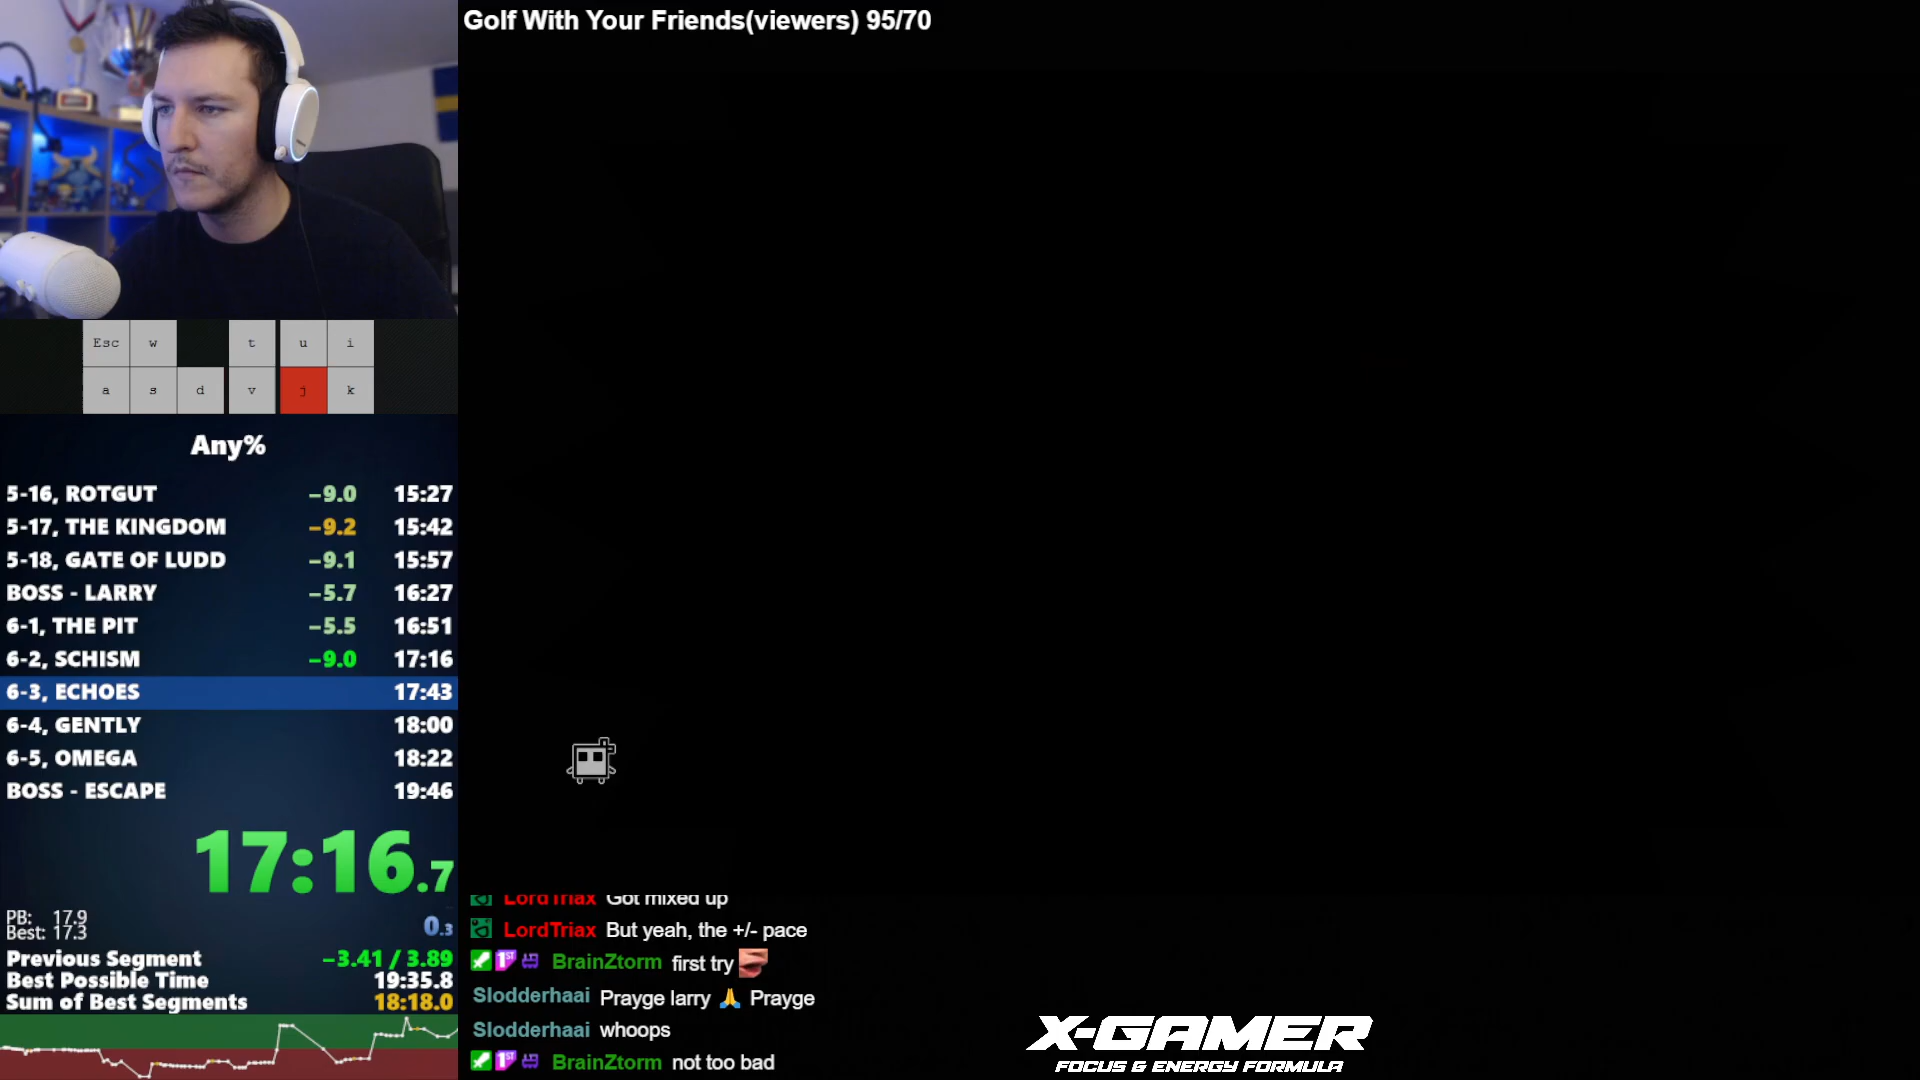 Golf With Your Friends(viewers) 95/70
Esc w t u i
a s d v j k
Any%
5-16, ROTGUT −9.0 15:27
5-17, THE KINGDOM −9.2 15:42
5-18, GATE OF LUDD −9.1 15:57
BOSS - LARRY −5.7 16:27
6-1, THE PIT −5.5 16:51
6-2, SCHISM −9.0 17:16
6-3, ECHOES 17:43
6-4, GENTLY 18:00
6-5, OMEGA 18:22
BOSS - ESCAPE 19:46
17:16.7
PB: 17.9
Best: 17.3
0.3
Previous Segment −3.41 / 3.89
Best Possible Time 19:35.8
Sum of Best Segments 18:18.0
LordTriax Got mixed up
LordTriax But yeah, the +/- pace
1ST BrainZtorm first try
Slodderhaai Prayge larry 🙏 Prayge
Slodderhaai whoops
1ST BrainZtorm not too bad
X-GAMER
FOCUS & ENERGY FORMULA